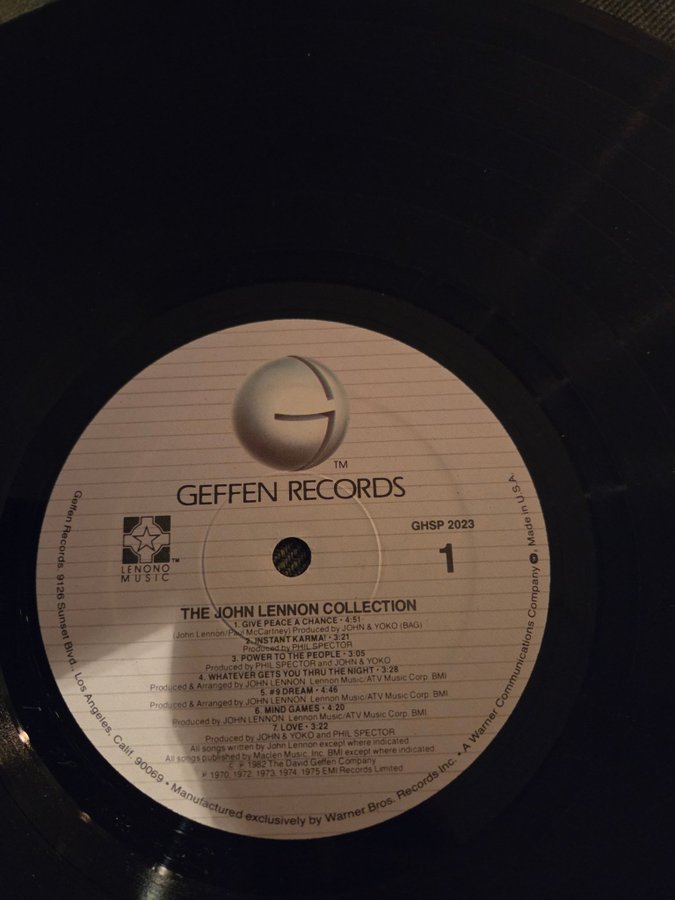 TM
GEFFEN RECORDS
GHSP 2023
1
LENONO
MUSIC
TM
THE JOHN LENNON COLLECTION
1. GIVE PEACE A CHANCE • 4:51
(John Lennon/Paul McCartney) Produced by JOHN & YOKO (BAG)
2. INSTANT KARMA! • 3:21
Produced by PHIL SPECTOR
3. POWER TO THE PEOPLE • 3:05
Produced by PHIL SPECTOR and JOHN & YOKO
4. WHATEVER GETS YOU THRU THE NIGHT • 3:28
Produced & Arranged by JOHN LENNON Lennon Music/ATV Music Corp. BMI
5. #9 DREAM • 4:46
Produced & Arranged by JOHN LENNON Lennon Music/ATV Music Corp. BMI
6. MIND GAMES • 4:20
Produced by JOHN LENNON Lennon Music/ATV Music Corp. BMI
7. LOVE • 3:22
Produced by JOHN & YOKO and PHIL SPECTOR
All songs written by John Lennon except where indicated
All songs published by Maclen Music, Inc. BMI except where indicated
© ℗ 1982 The David Geffen Company
℗ 1970, 1972, 1973, 1974, 1975 EMI Records Limited
Geffen Records, 9126 Sunset Blvd., Los Angeles, Calif. 90069 • Manufactured exclusively by Warner Bros. Records Inc. • A Warner Communications Company, Made in U.S.A.